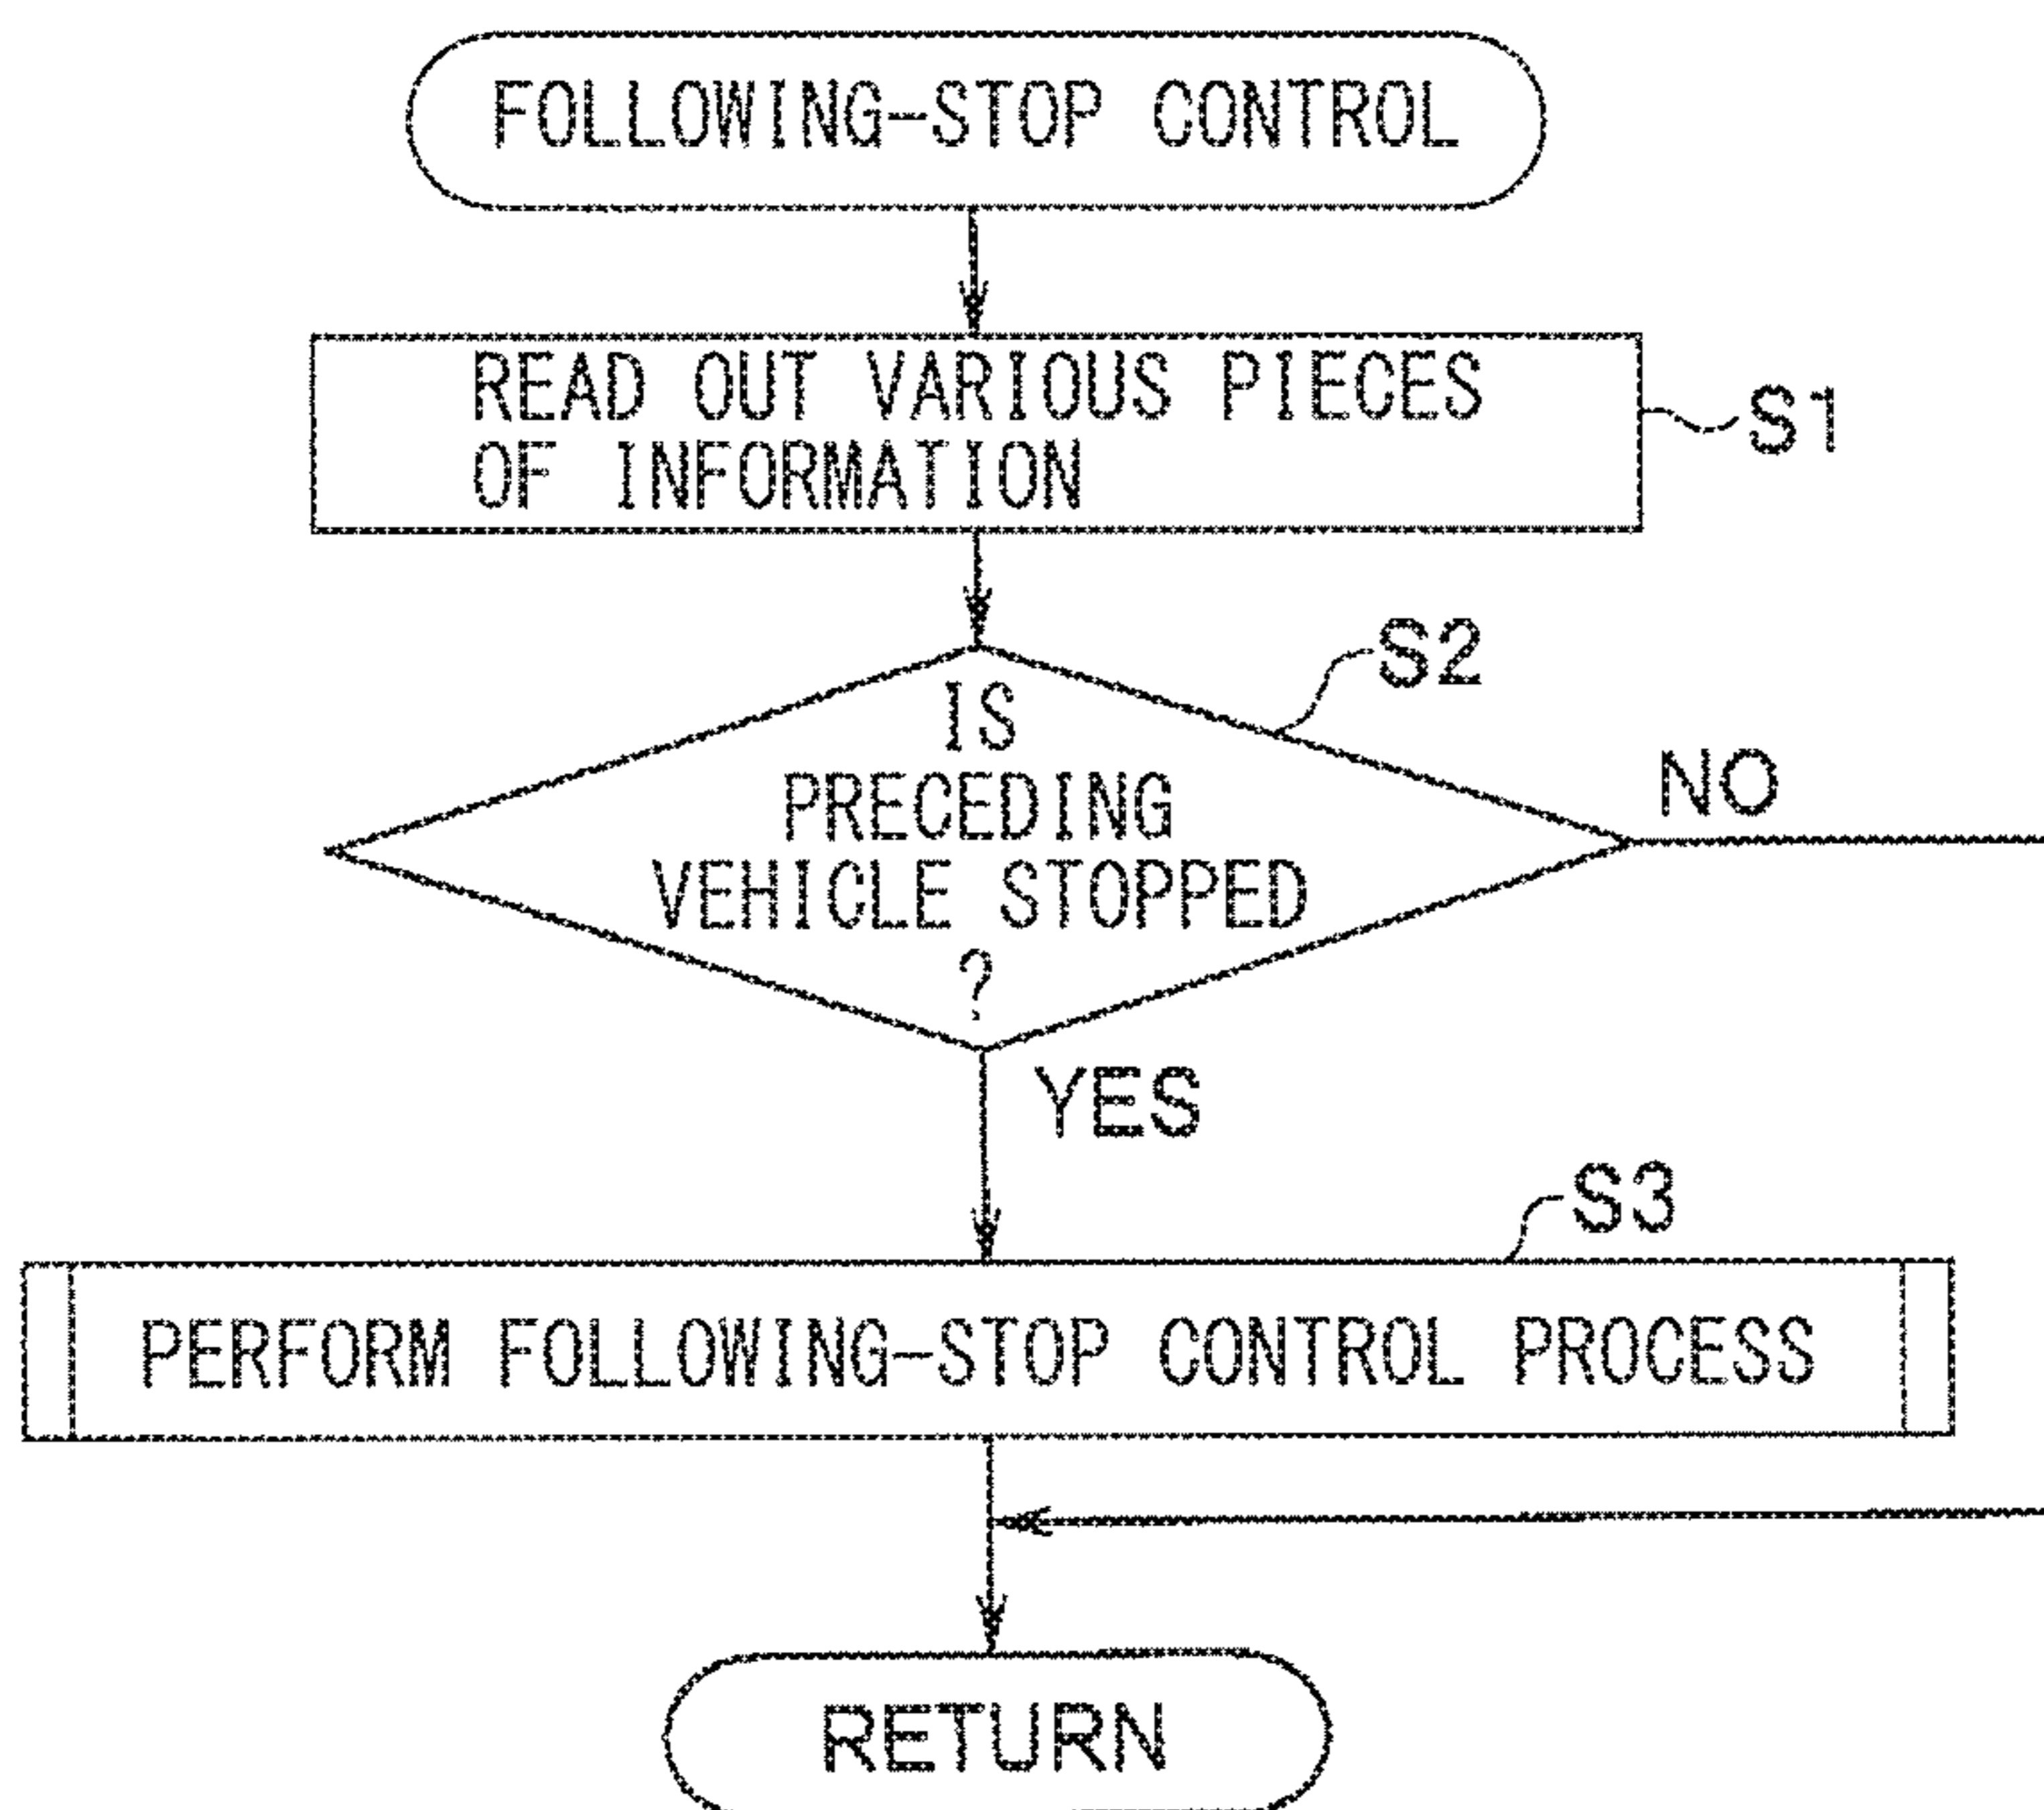 FOLLOWING-STOP CONTROL
READ OUT VARIOUS PIECES
OF INFORMATION
S1
S2
IS
PRECEDING
VEHICLE STOPPED
?
NO
YES
S3
PERFORM FOLLOWING-STOP CONTROL PROCESS
RETURN